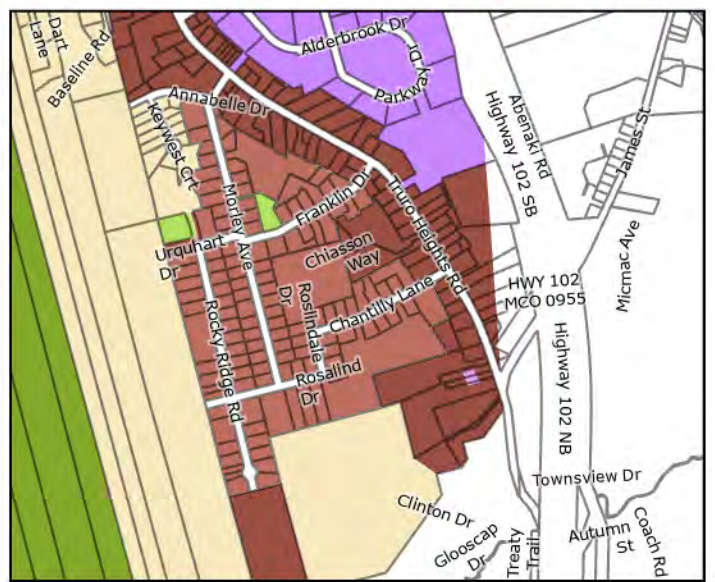 Dart
Lane
Baseline Rd
Alderbrook Dr
Parkwa
y Dr
Annabelle Dr
Keywest Crt
Abenaki Rd
Highway 102 SB
James St
Morley Ave
Franklin Dr
Truro Heights Rd
Urquhart
Dr
Chiasson
Way
Micmac Ave
HWY 102
MCO 0955
Rocky Ridge Rd
Roslindale
Dr
Chantilly Lane
Rosalind
Dr
Highway 102 NB
Townsview Dr
Clinton Dr
Glooscap
Dr
Treaty
Trail
Autumn
St
Coach Rd